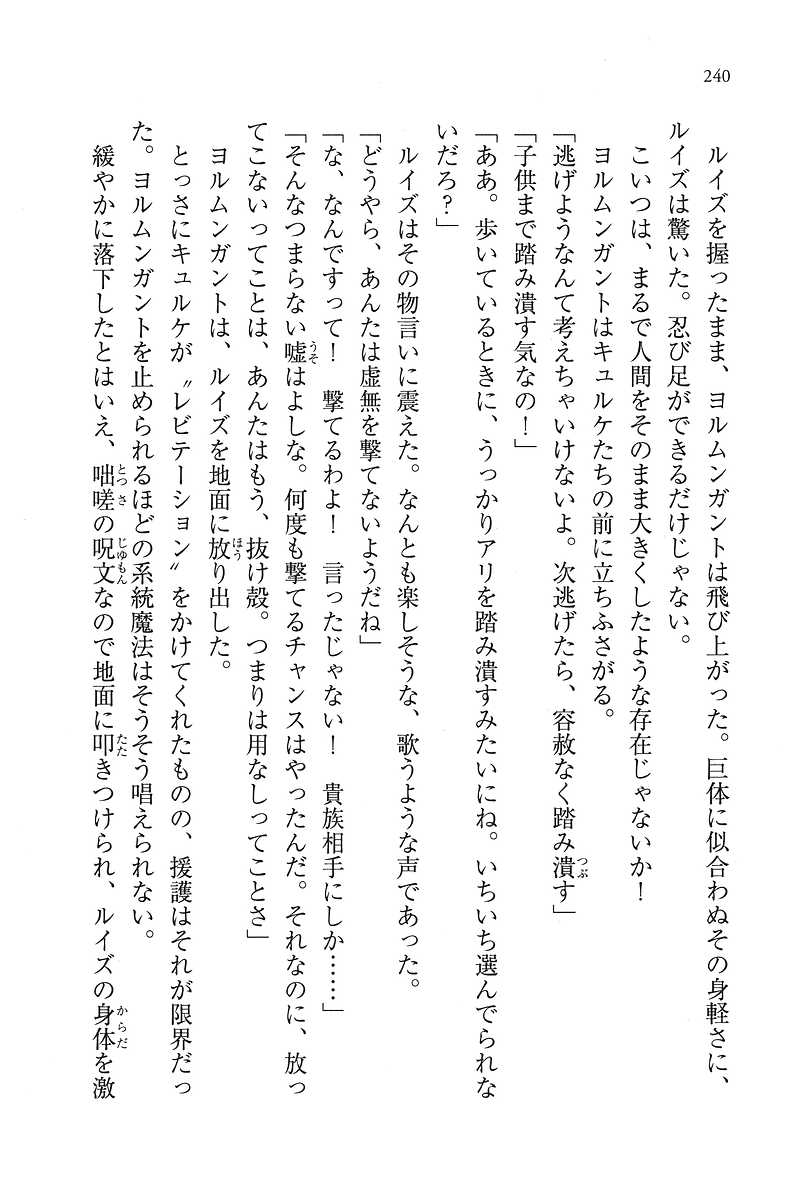 240
　ルイズを握ったまま、ヨルムンガントは飛び上がった。巨体に似合わぬその身軽さに、
ルイズは驚いた。忍び足ができるだけじゃない。
　こいつは、まるで人間をそのまま大きくしたような存在じゃないか！
　ヨルムンガントはキュルケたちの前に立ちふさがる。
「逃げようなんて考えちゃいけないよ。次逃げたら、容赦なく踏み潰す」
「子供まで踏み潰す気なの！」
「ああ。歩いているときに、うっかりアリを踏み潰すみたいにね。いちいち選んでられな
いだろ？」
　ルイズはその物言いに震えた。なんとも楽しそうな、歌うような声であった。
「どうやら、あんたは虚無を撃てないようだね」
「な、なんですって！　撃てるわよ！　言ったじゃない！　貴族相手にしか……」
「そんなつまらない嘘はよしな。何度も撃てるチャンスはやったんだ。それなのに、放っ
てこないってことは、あんたはもう、抜け殻。つまりは用なしってことさ」
　ヨルムンガントは、ルイズを地面に放り出した。
　とっさにキュルケが〝レビテーション〟をかけてくれたものの、援護はそれが限界だっ
た。ヨルムンガントを止められるほどの系統魔法はそうそう唱えられない。
　緩やかに落下したとはいえ、咄嗟の呪文なので地面に叩きつけられ、ルイズの身体を激